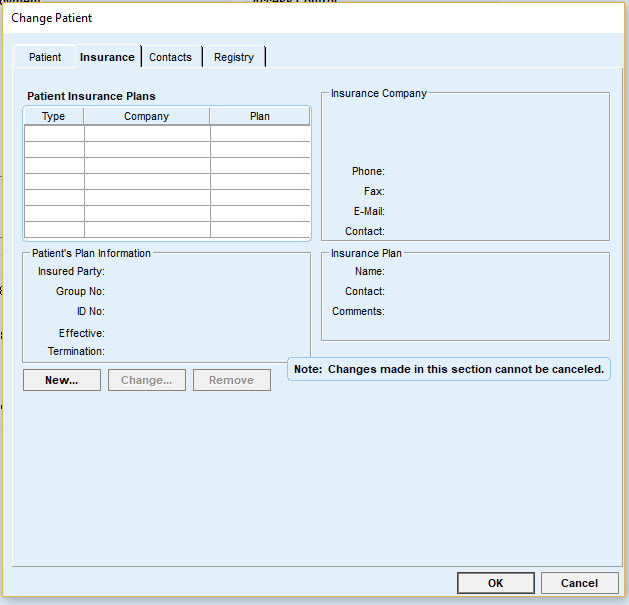 Change Patient
Patient Insurance Contacts Registry
Patient Insurance Plans
Type Company Plan
Insurance Company
Phone:
Fax:
E-Mail:
Contact:
Patient's Plan Information
Insured Party:
Group No:
ID No:
Effective:
Termination:
Insurance Plan
Name:
Contact:
Comments:
New... Change... Remove
Note: Changes made in this section cannot be canceled.
OK Cancel